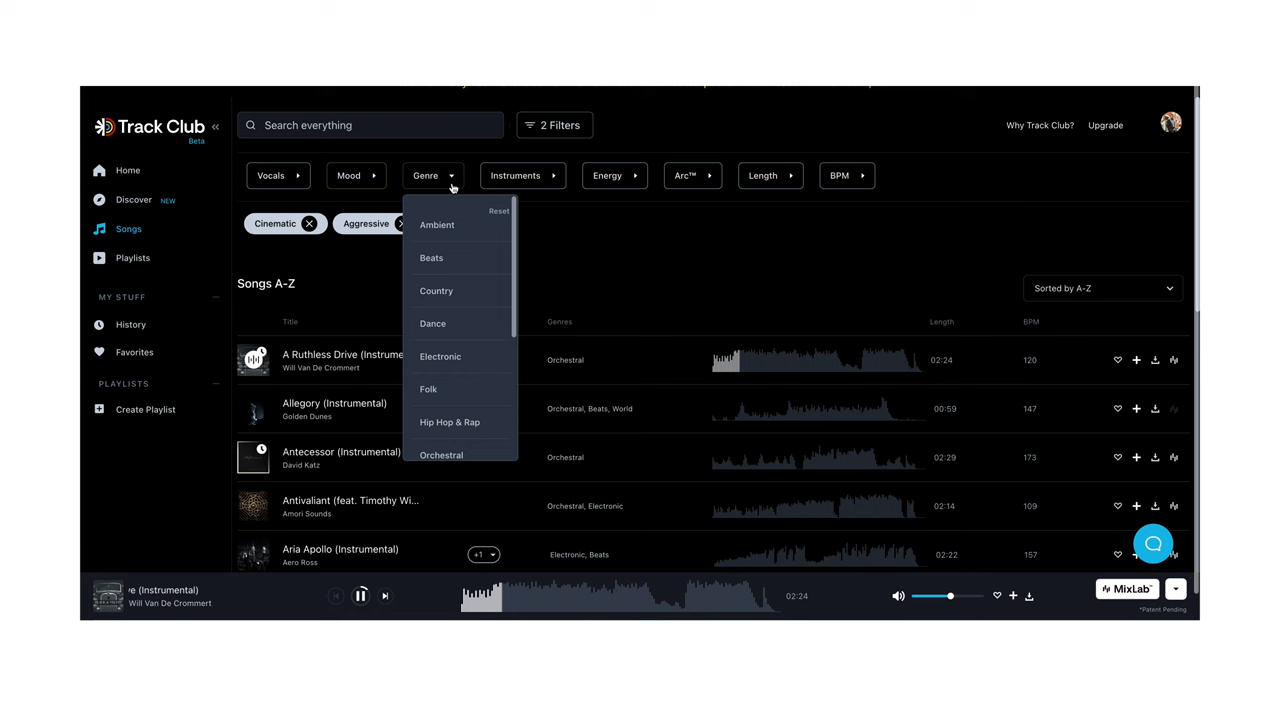 Track Club
Beta
Search everything
2 Filters
Why Track Club?
Upgrade
Home
Discover NEW
Songs
Playlists
MY STUFF
History
Favorites
PLAYLISTS
Create Playlist
Vocals
Mood
Genre
Instruments
Energy
Arc™
Length
BPM
Cinematic
Aggressive
Reset
Ambient
Beats
Country
Dance
Electronic
Folk
Hip Hop & Rap
Orchestral
Songs A-Z
Sorted by A-Z
Title
Genres
Length
BPM
A Ruthless Drive (Instrume
Will Van De Crommert
Orchestral
02:24
120
Allegory (Instrumental)
Golden Dunes
Orchestral, Beats, World
00:59
147
Antecessor (Instrumental)
David Katz
Orchestral
02:29
173
Antivaliant (feat. Timothy Wi...
Amori Sounds
Orchestral, Electronic
02:14
109
Aria Apollo (Instrumental)
Aero Ross
+1
Electronic, Beats
02:22
157
ve (Instrumental)
Will Van De Crommert
02:24
MixLab™
*Patent Pending